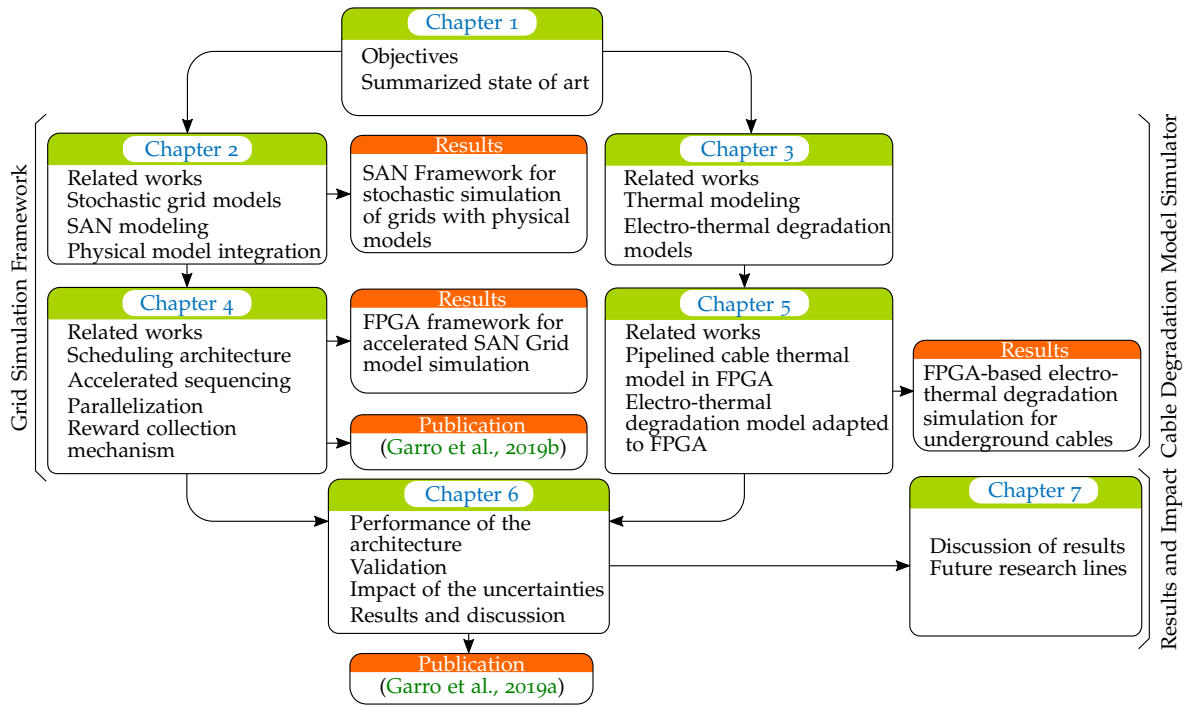 Chapter 1
Objectives
Summarized state of art
Grid Simulation Framework
Chapter 2
Related works
Stochastic grid models
SAN modeling
Physical model integration
Results
SAN Framework for
stochastic simulation
of grids with physical
models
Chapter 3
Related works
Thermal modeling
Electro-thermal degradation
models
Cable Degradation Model Simulator
Chapter 4
Related works
Scheduling architecture
Accelerated sequencing
Parallelization
Reward collection
mechanism
Results
FPGA framework for
accelerated SAN Grid
model simulation
Publication
(Garro et al., 2019b)
Chapter 5
Related works
Pipelined cable thermal
model in FPGA
Electro-thermal
degradation model adapted
to FPGA
Results
FPGA-based electro-
thermal degradation
simulation for
underground cables
Chapter 6
Performance of the
architecture
Validation
Impact of the uncertainties
Results and discussion
Publication
(Garro et al., 2019a)
Chapter 7
Discussion of results
Future research lines
Results and Impact